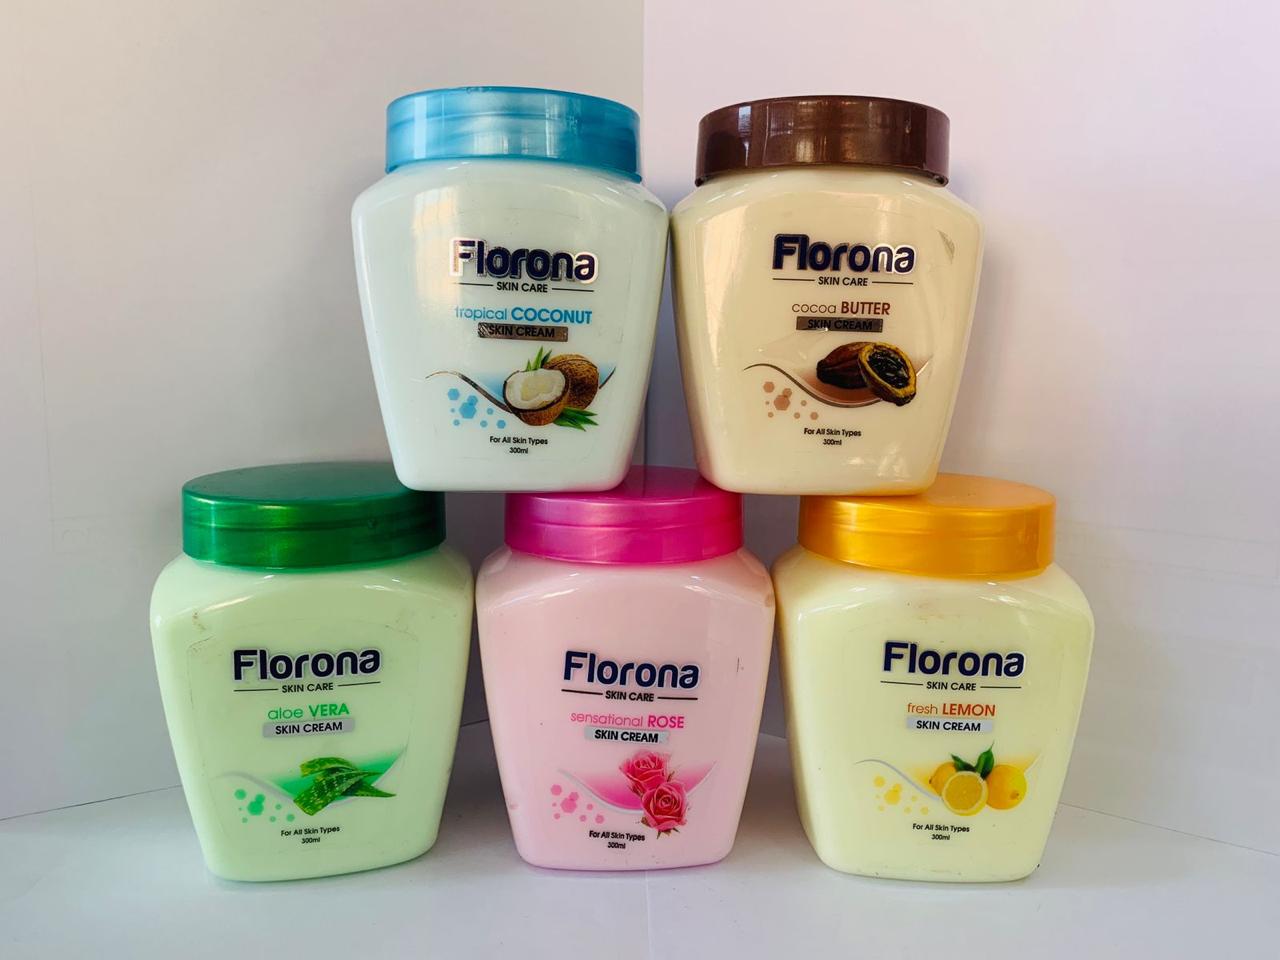 Florona
SKIN CARE
tropical COCONUT
SKIN CREAM
For All Skin Types
300ml
Florona
SKIN CARE
cocoa BUTTER
SKIN CREAM
For All Skin Types
300ml
Florona
SKIN CARE
aloe VERA
SKIN CREAM
For All Skin Types
300ml
Florona
SKIN CARE
sensational ROSE
SKIN CREAM
For All Skin Types
300ml
Florona
SKIN CARE
fresh LEMON
SKIN CREAM
For All Skin Types
300ml